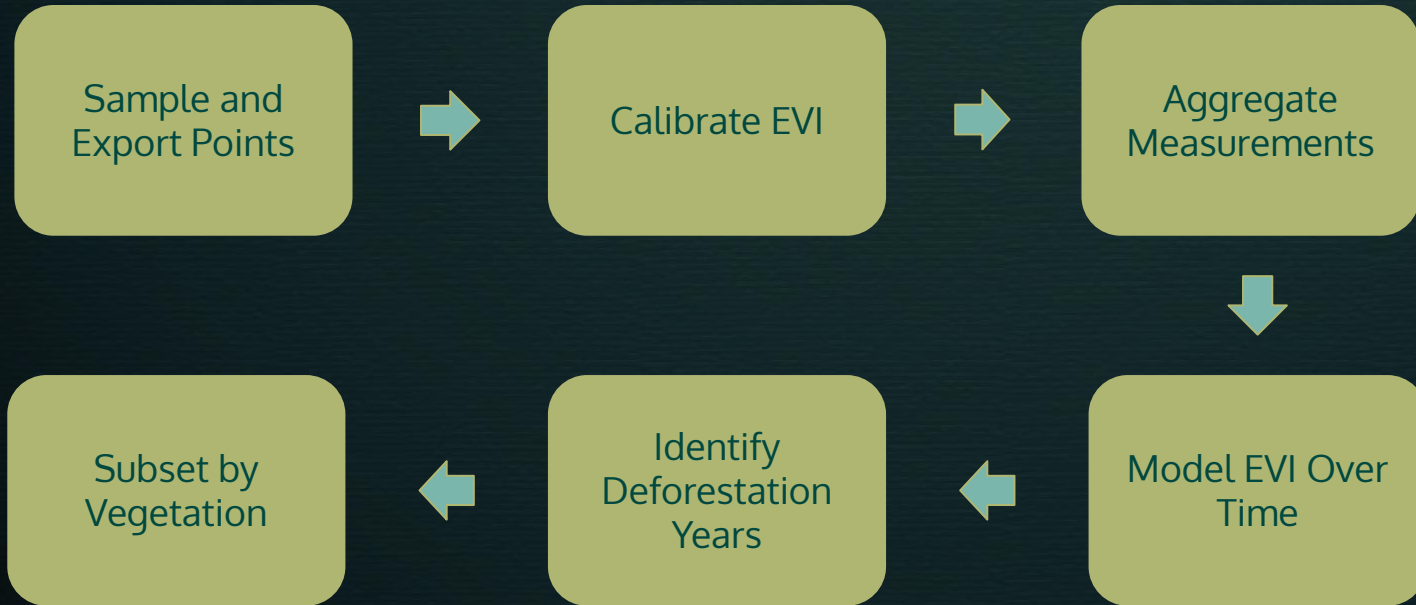 Sample and
Export Points
Calibrate EVI
Aggregate
Measurements
Model EVI Over
Time
Identify
Deforestation
Years
Subset by
Vegetation